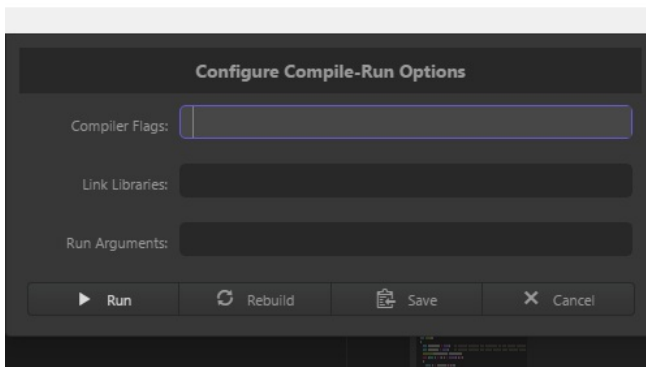 Configure Compile-Run Options
Compiler Flags:
Link Libraries:
Run Arguments:
Run Rebuild Save Cancel